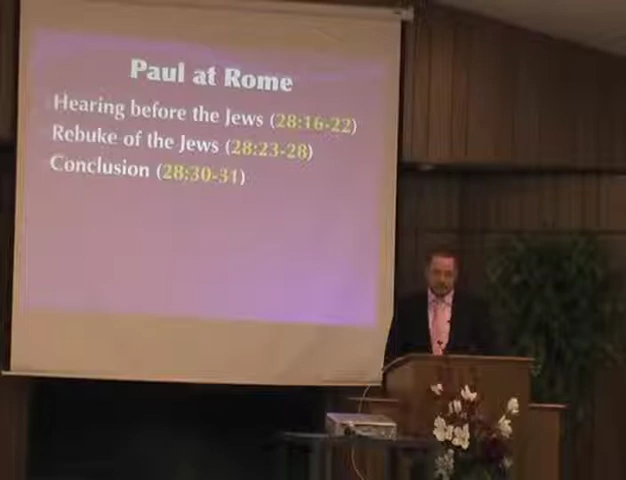 Paul at Rome
Hearing before the Jews (28:16-22)
Rebuke of the Jews (28:23-28)
Conclusion (28:30-31)